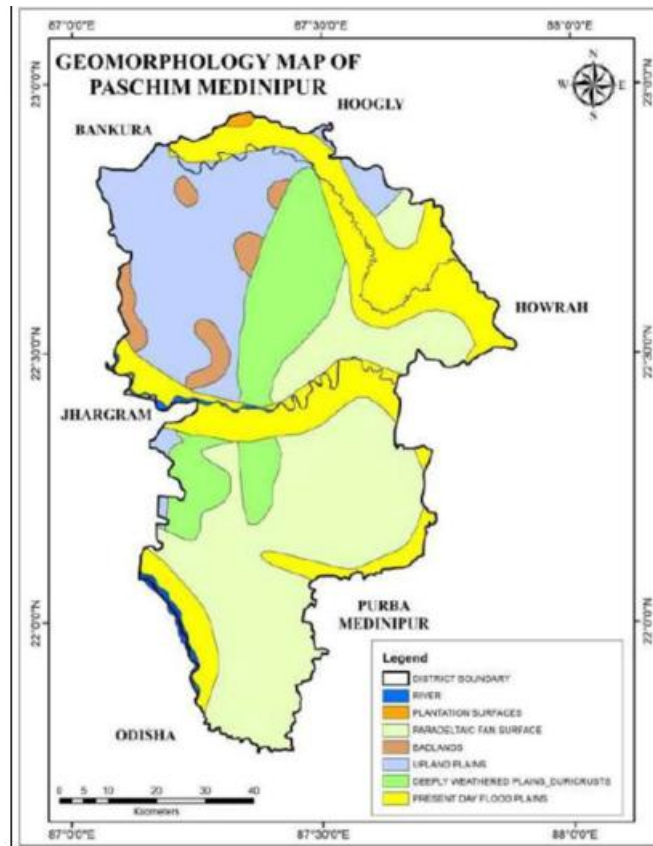 87°0'0"E
87°30'0"E
88°0'0"E
GEOMORPHOLOGY MAP OF
PASCHIM MEDINIPUR
N
W
E
S
23°0'0"N
23°0'0"N
HOOGLY
BANKURA
HOWRAH
22°30'0"N
22°30'0"N
JHARGRAM
22°0'0"N
22°0'0"N
PURBA
MEDINIPUR
ODISHA
Legend
DISTRICT BOUNDARY
RIVER
PLANTATION SURFACES
PARADELTAIC FAN SURFACE
BADLANDS
UPLAND PLAINS
DEEPLY WEATHERED PLAINS_DURICRUSTS
PRESENT DAY FLOOD PLAINS
0 5 10 20 30 40
Kilometers
87°0'0"E
87°30'0"E
88°0'0"E